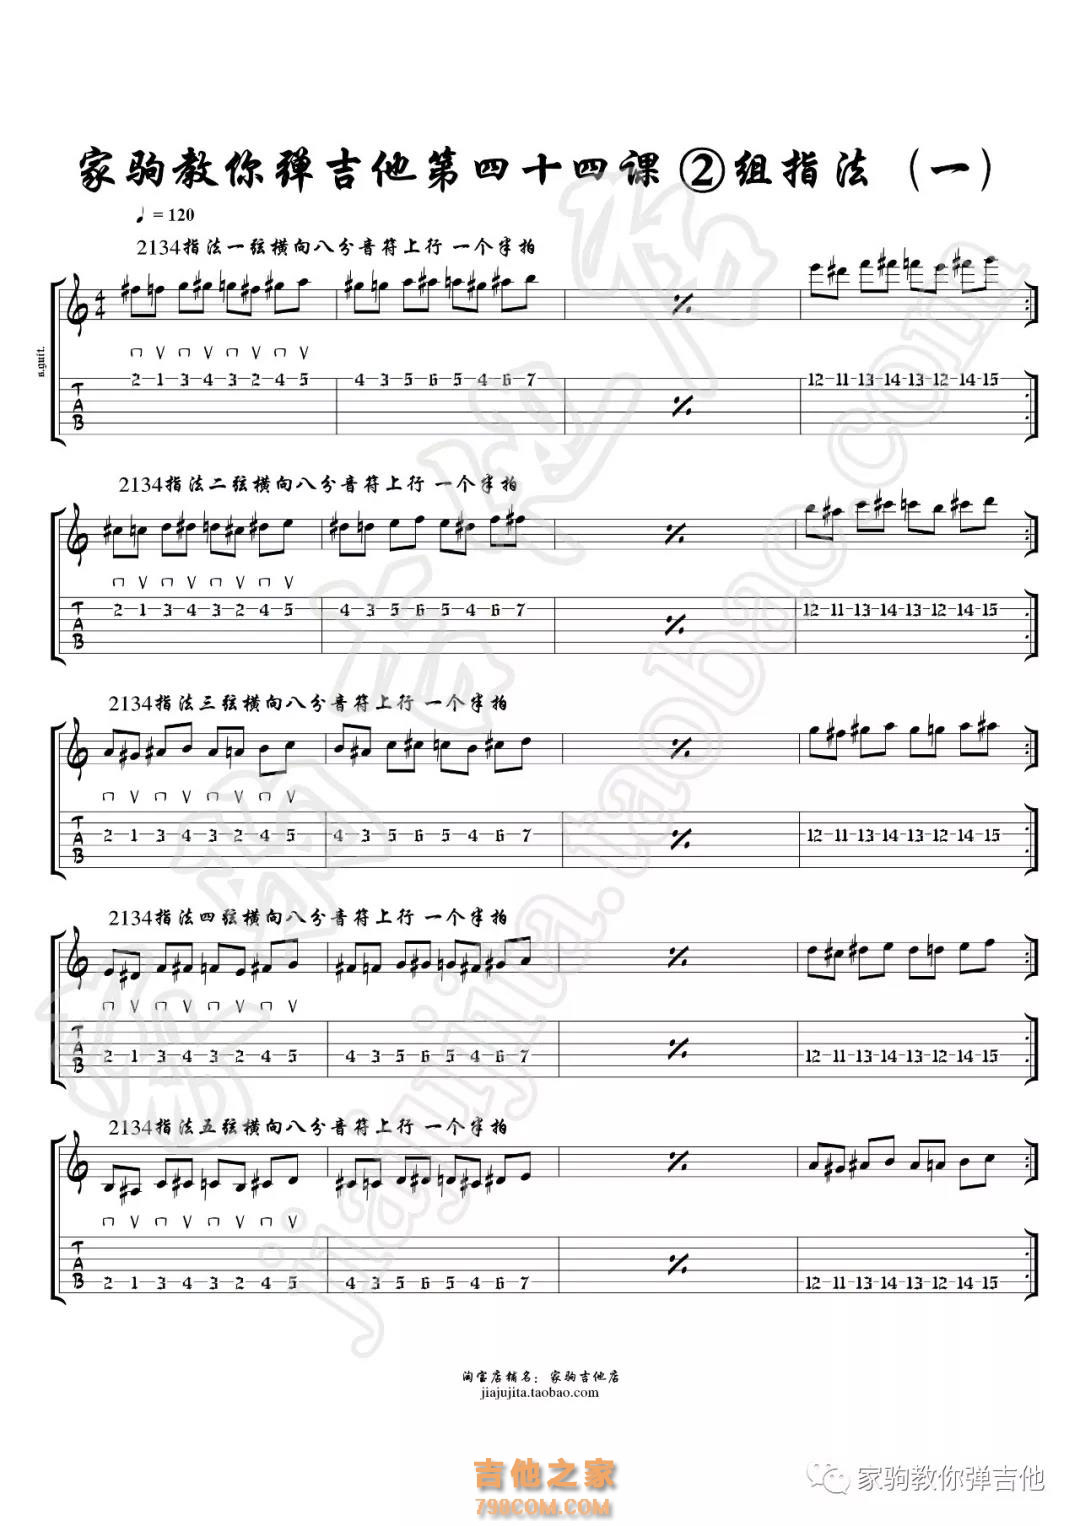 家驹教你弹吉他第四十四课②组指法(一)
♩= 120
2134指法一弦横向八分音符上行 一个半拍
s.guit.
2 1 3 4 3 2 4 5 4 3 5 6 5 4 6 7 12 11 13 14 13 12 14 15
2134指法二弦横向八分音符上行 一个半拍
TAB 2 1 3 4 3 2 4 5 4 3 5 6 5 4 6 7 12 11 13 14 13 12 14 15
2134指法三弦横向八分音符上行 一个半拍
TAB 2 1 3 4 3 2 4 5 4 3 5 6 5 4 6 7 12 11 13 14 13 12 14 15
2134指法四弦横向八分音符上行 一个半拍
TAB 2 1 3 4 3 2 4 5 4 3 5 6 5 4 6 7 12 11 13 14 13 12 14 15
2134指法五弦横向八分音符上行 一个半拍
TAB 2 1 3 4 3 2 4 5 4 3 5 6 5 4 6 7 12 11 13 14 13 12 14 15
家驹吉他店
jiajujita.taobao.com
淘宝店铺名：家驹吉他店
jiajujita.taobao.com
吉他之家
798COM.COM
家驹教你弹吉他